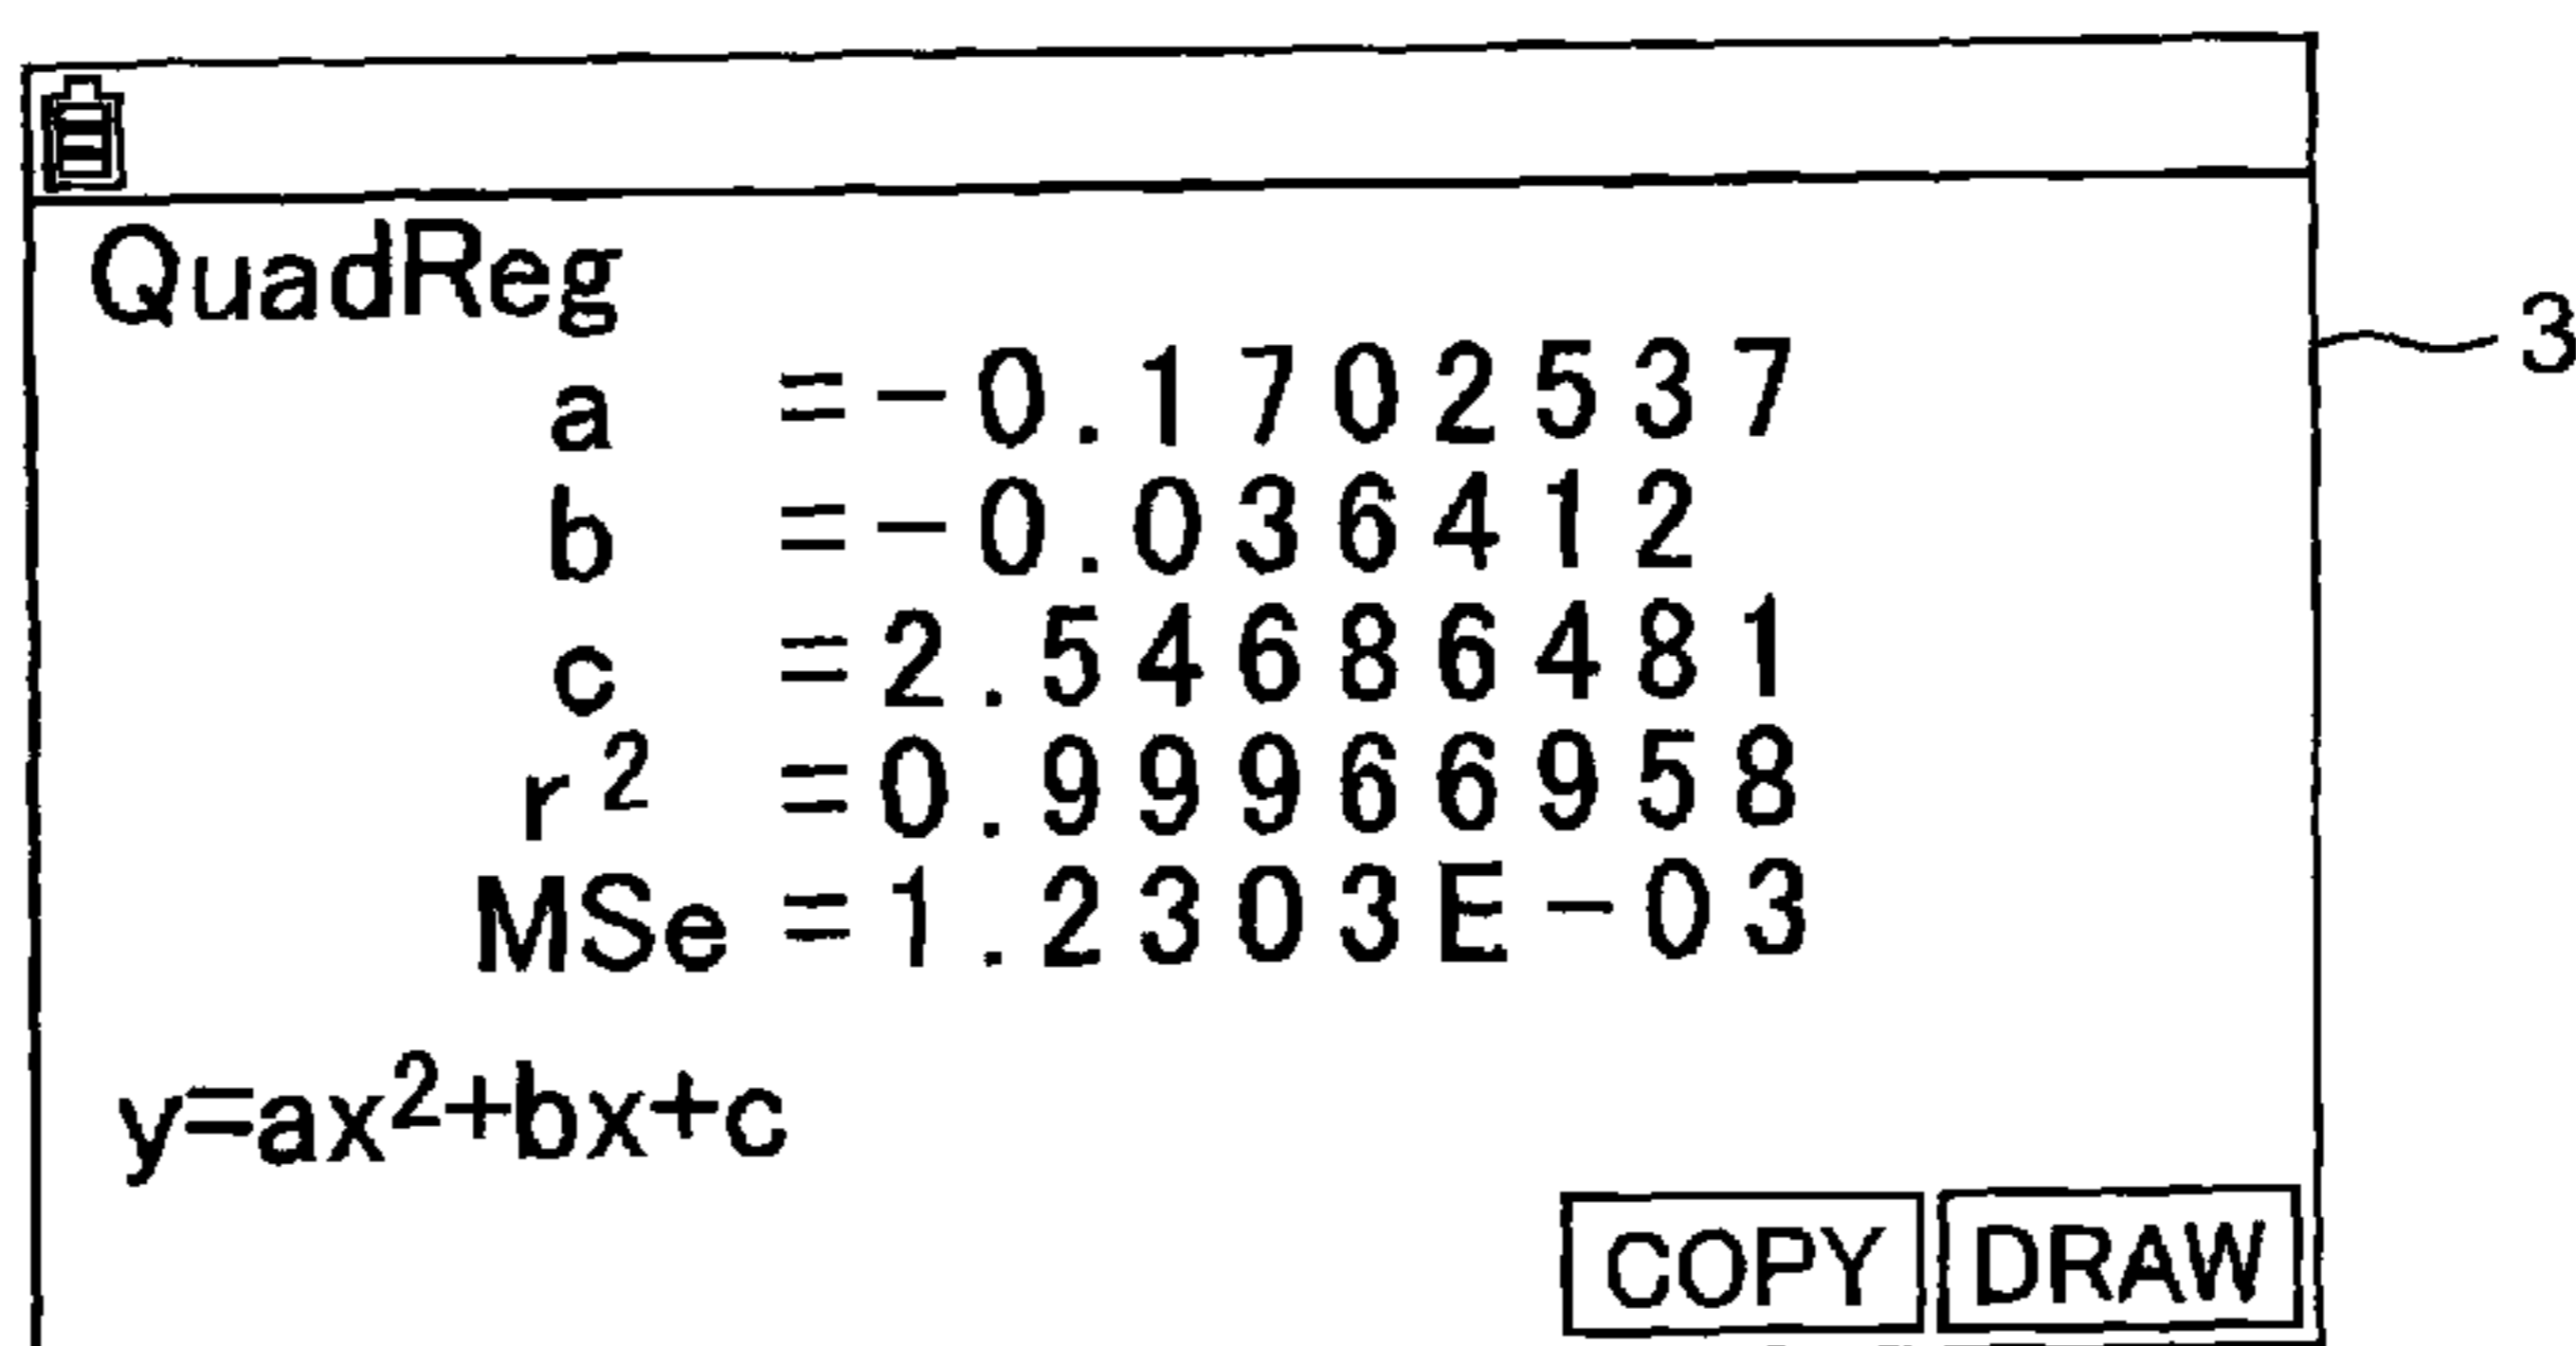 QuadReg
a =-0.1702537
b =-0.036412
c =2.54686481
r² =0.99966958
MSe =1.2303E-03
y=ax²+bx+c
COPY DRAW
3